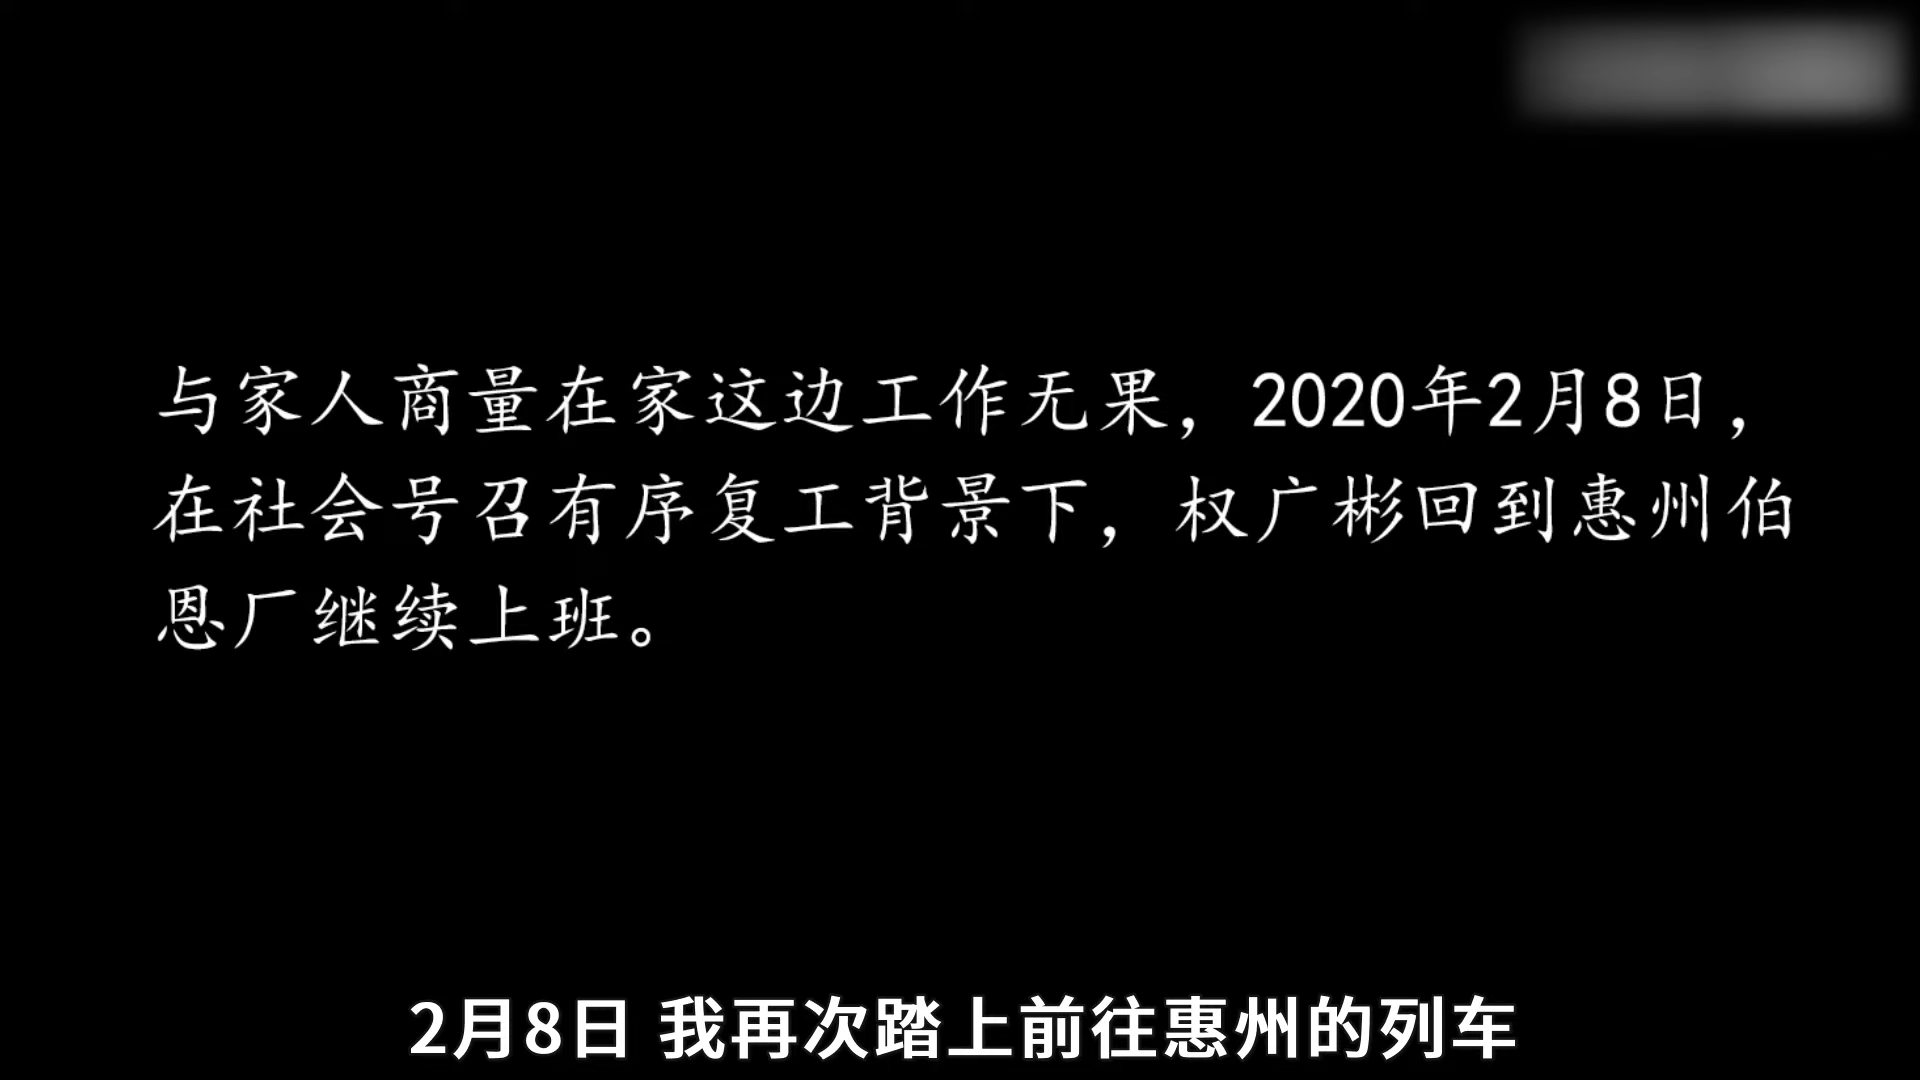 与家人商量在家这边工作无果，2020年2月8日，
在社会号召有序复工背景下，权广彬回到惠州伯
恩厂继续上班。
2月8日 我再次踏上前往惠州的列车